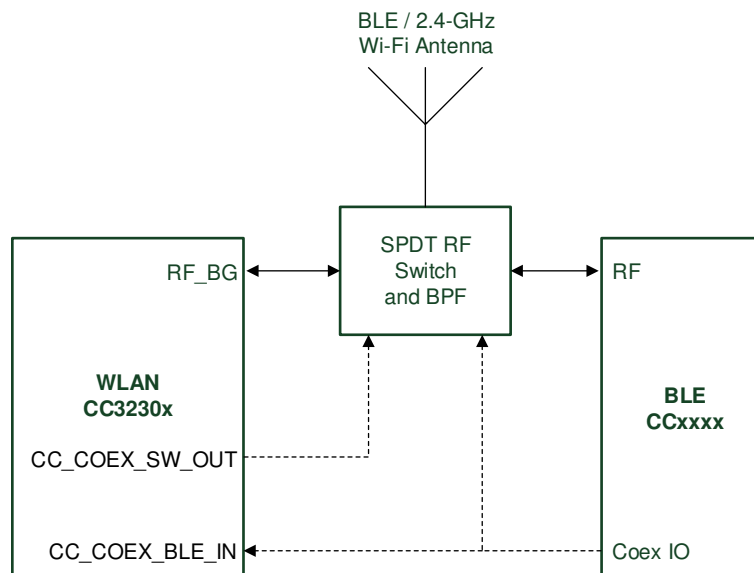 BLE / 2.4-GHz
Wi-Fi Antenna
SPDT RF
Switch
and BPF
RF_BG
RF
WLAN
CC3230x
BLE
CCxxxx
CC_COEX_SW_OUT
CC_COEX_BLE_IN
Coex IO